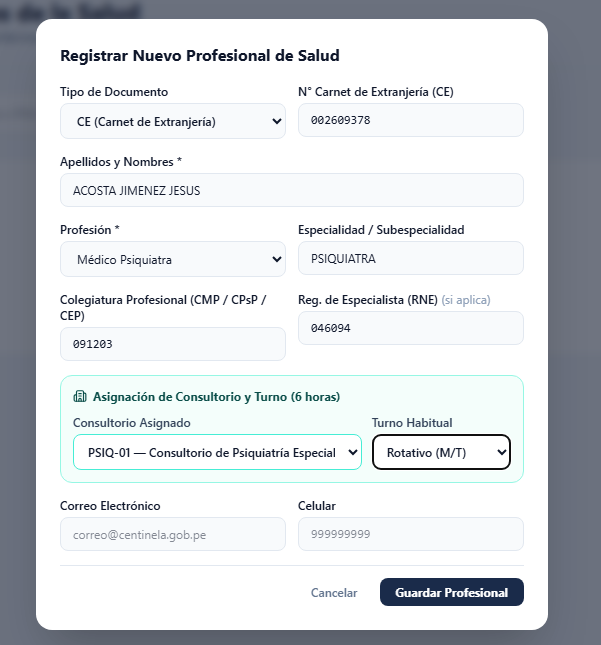 Registrar Nuevo Profesional de Salud
Tipo de Documento
N° Carnet de Extranjería (CE)
CE (Carnet de Extranjería)
002609378
Apellidos y Nombres *
ACOSTA JIMENEZ JESUS
Profesión *
Especialidad / Subespecialidad
Médico Psiquiatra
PSIQUIATRA
Colegiatura Profesional (CMP / CPsP /
CEP)
Reg. de Especialista (RNE) (si aplica)
091203
046094
Asignación de Consultorio y Turno (6 horas)
Consultorio Asignado
Turno Habitual
PSIQ-01 — Consultorio de Psiquiatría Especial
Rotativo (M/T)
Correo Electrónico
Celular
correo@centinela.gob.pe
999999999
Cancelar
Guardar Profesional